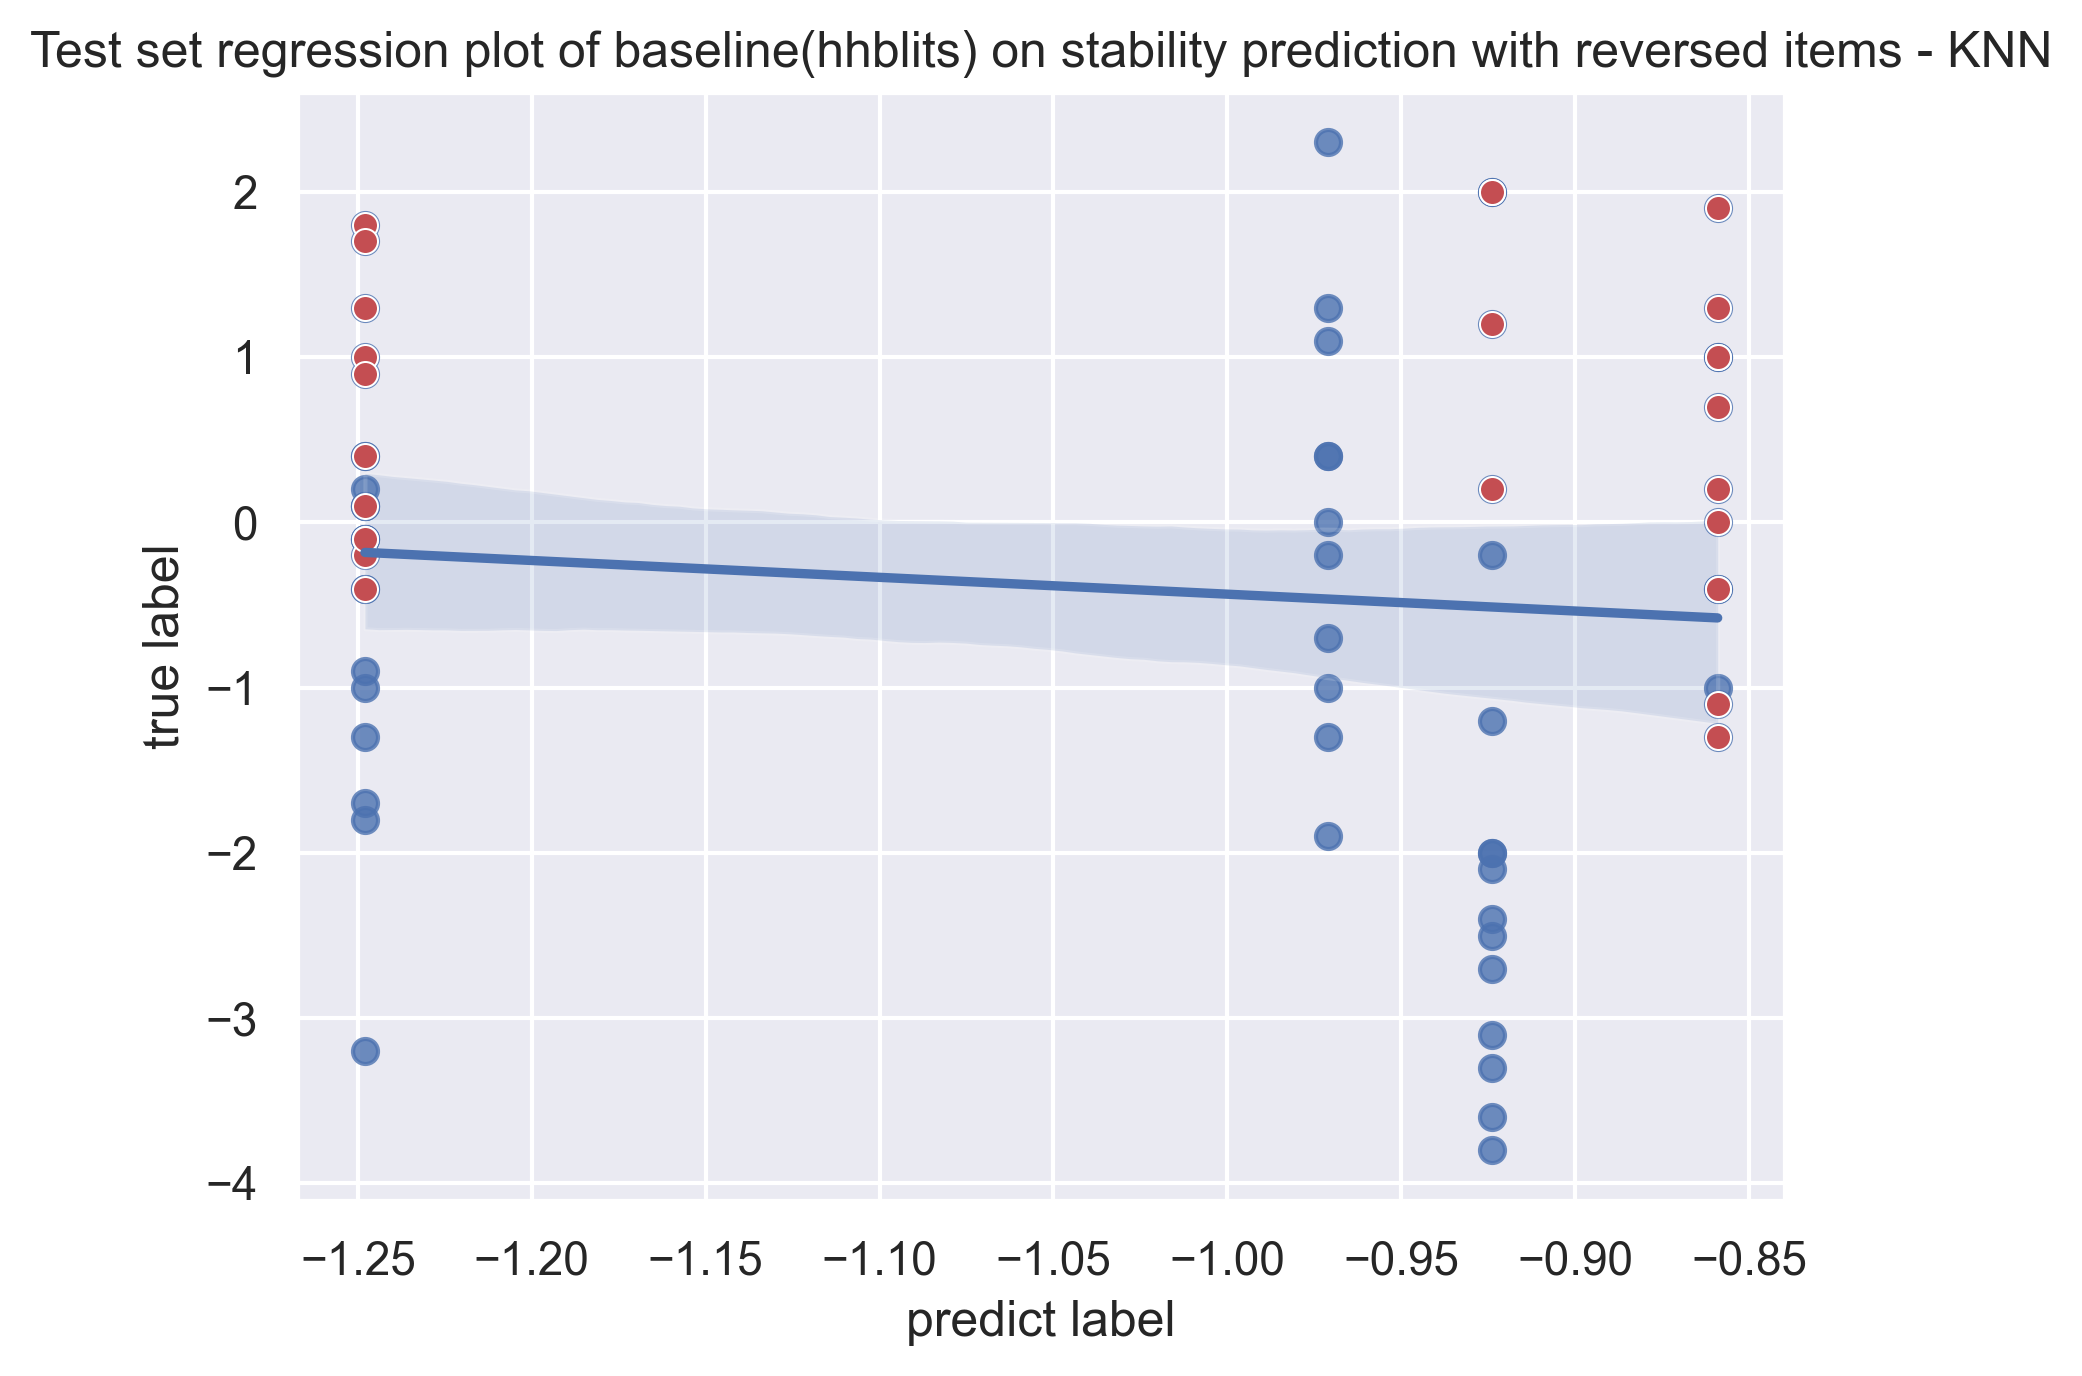 Test set regression plot of baseline(hhblits) on stability prediction with reversed items - KNN
2
1
0
−1
−2
−3
−4
true label
−1.25 −1.20 −1.15 −1.10 −1.05 −1.00 −0.95 −0.90 −0.85
predict label